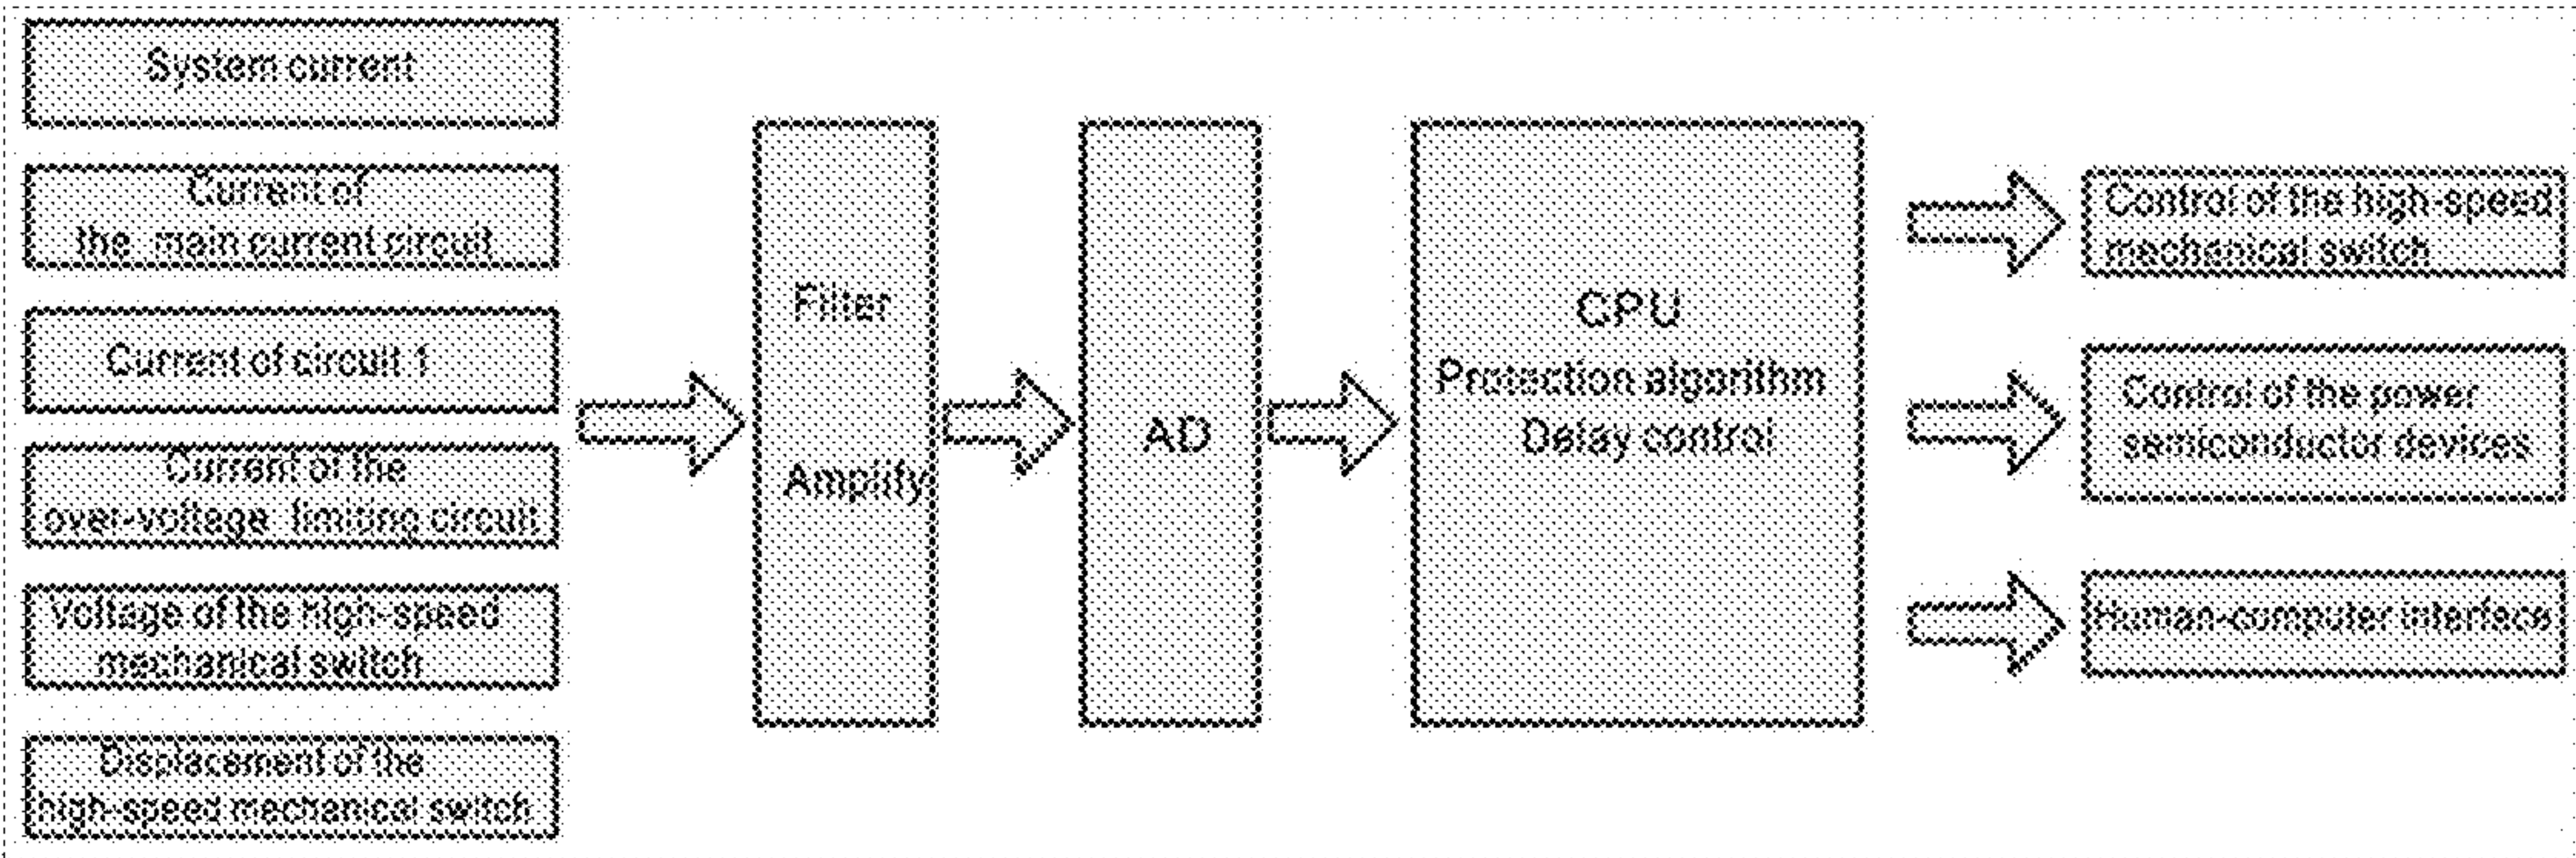 System current
Current of
the main current circuit
Current of circuit 1
Current of the
over-voltage limiting circuit
Voltage of the high-speed
mechanical switch
Displacement of the
high-speed mechanical switch
Filter
Amplify
AD
CPU
Protection algorithm
Delay control
Control of the high-speed
mechanical switch
Control of the power
semiconductor devices
Human-computer interface